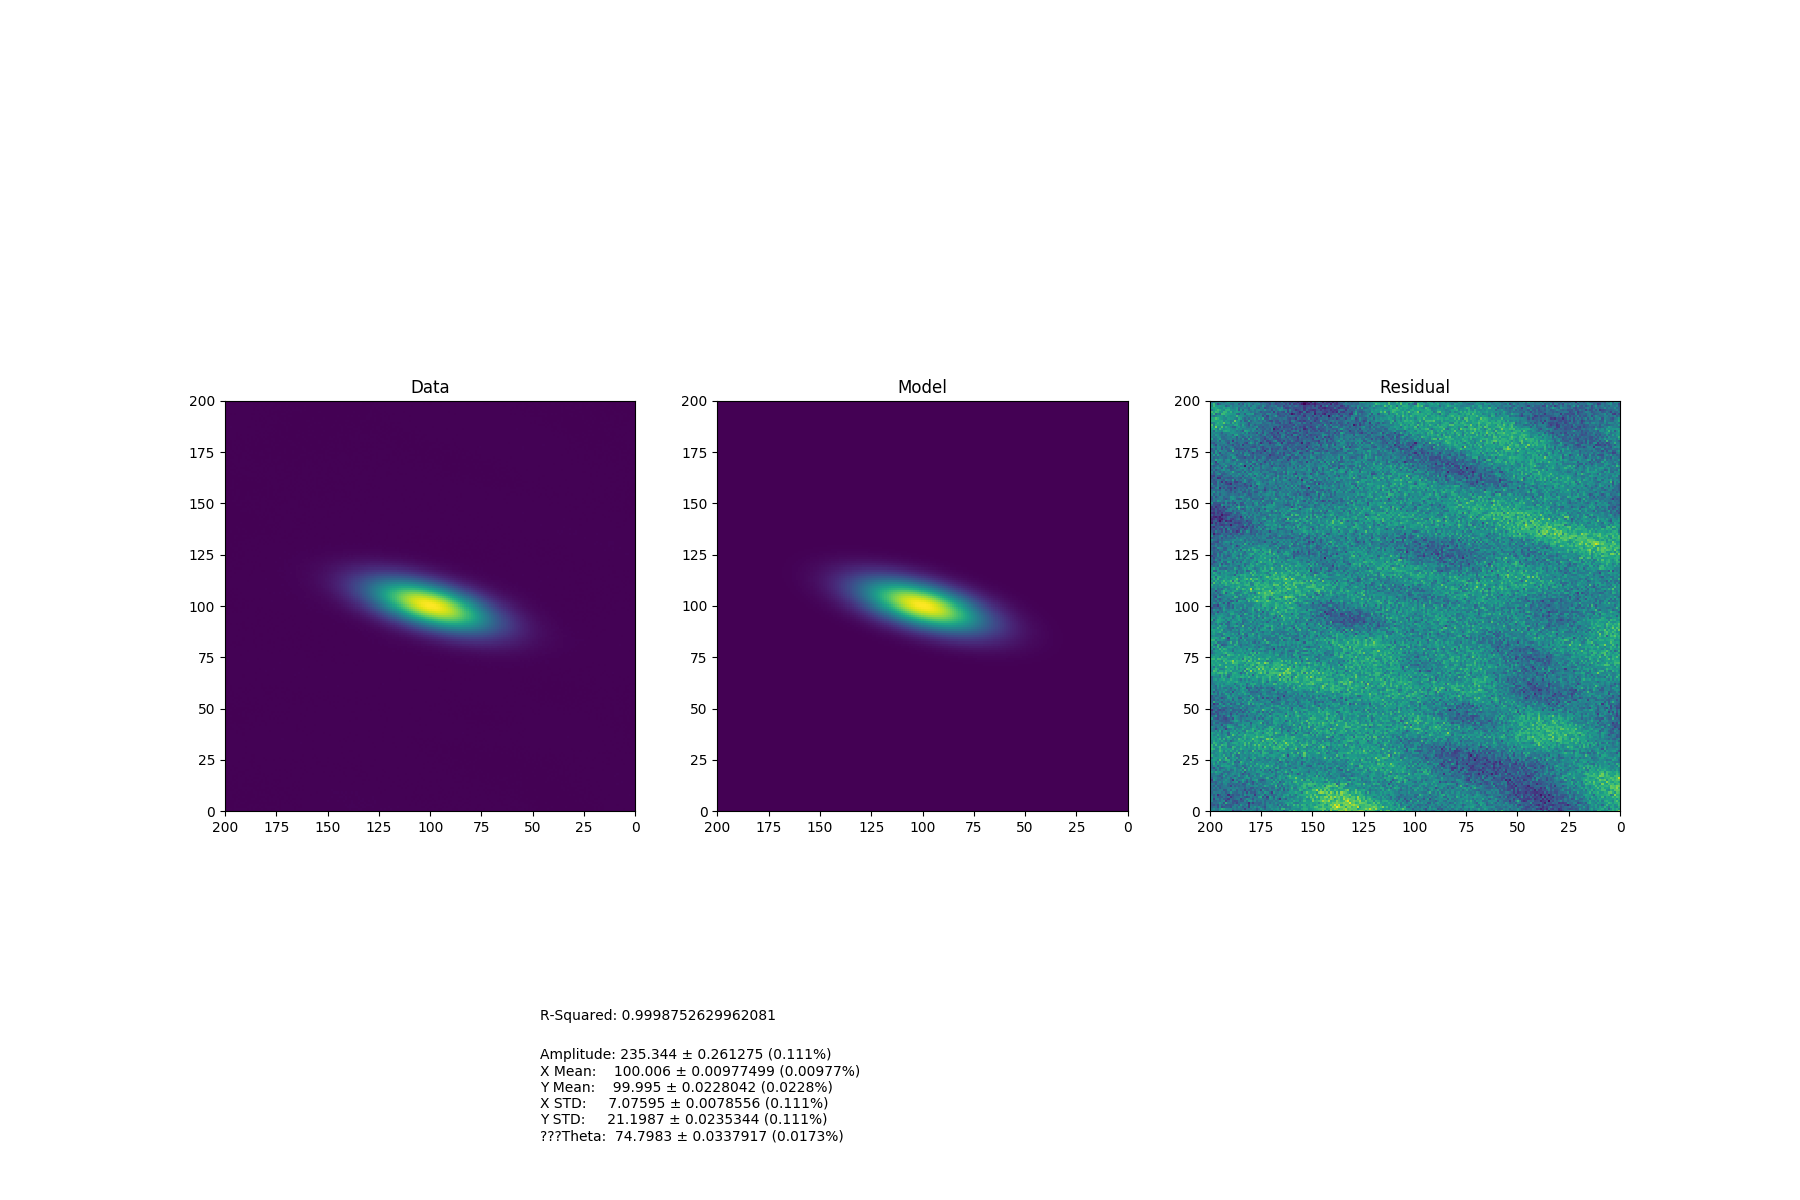 Data
Model
Residual
200
175
150
125
100
75
50
25
0
200 175 150 125 100 75 50 25 0
200
175
150
125
100
75
50
25
0
200 175 150 125 100 75 50 25 0
200
175
150
125
100
75
50
25
0
200 175 150 125 100 75 50 25 0
R-Squared: 0.9998752629962081
Amplitude: 235.344 ± 0.261275 (0.111%)
X Mean: 100.006 ± 0.00977499 (0.00977%)
Y Mean: 99.995 ± 0.0228042 (0.0228%)
X STD: 7.07595 ± 0.0078556 (0.111%)
Y STD: 21.1987 ± 0.0235344 (0.111%)
???Theta: 74.7983 ± 0.0337917 (0.0173%)